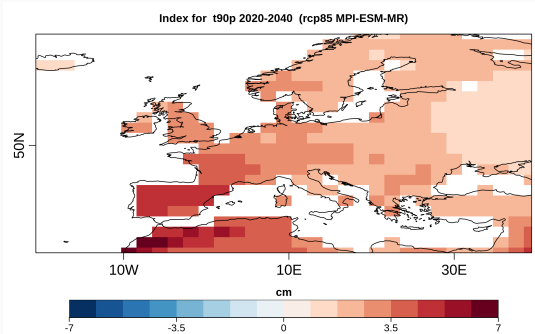 Index for t90p 2020-2040 (rcp85 MPI-ESM-MR)
50N
10W 10E 30E
cm
-7 -3.5 0 3.5 7